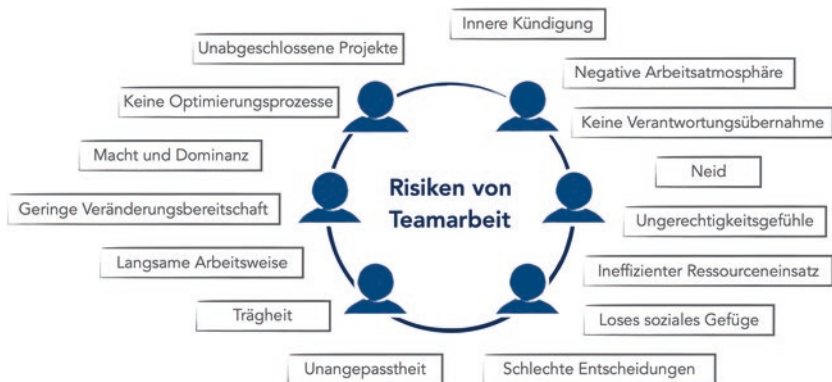 Innere Kündigung
Unabgeschlossene Projekte
Negative Arbeitsatmosphäre
Keine Optimierungsprozesse
Keine Verantwortungsübernahme
Macht und Dominanz
Neid
Risiken von
Teamarbeit
Geringe Veränderungsbereitschaft
Ungerechtigkeitsgefühle
Langsame Arbeitsweise
Ineffizienter Ressourceneinsatz
Trägheit
Loses soziales Gefüge
Unangepasstheit
Schlechte Entscheidungen